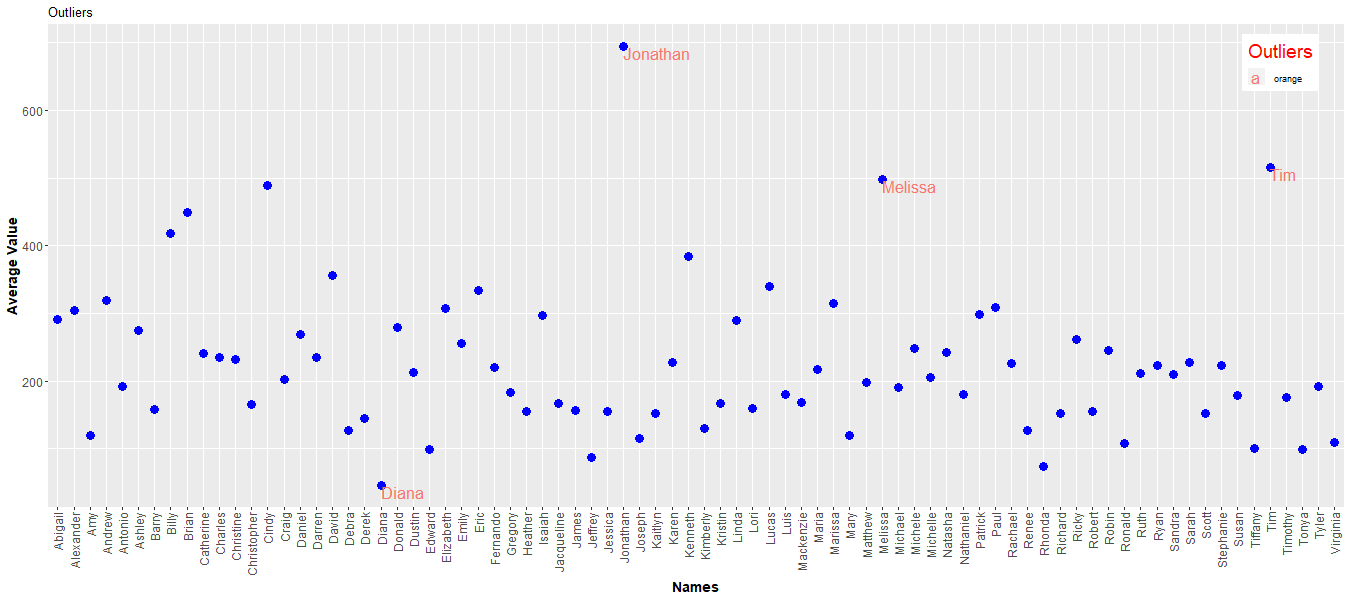 Outliers
Outliers
a orange
Jonathan
Melissa
Tim
Diana
600
400
200
Average Value
Abigail
Alexander
Amy
Andrew
Antonio
Ashley
Barry
Billy
Brian
Catherine
Charles
Christine
Christopher
Cindy
Craig
Daniel
Darren
David
Debra
Derek
Diana
Donald
Dustin
Edward
Elizabeth
Emily
Eric
Fernando
Gregory
Heather
Isaiah
Jacqueline
James
Jeffrey
Jessica
Jonathan
Joseph
Kaitlyn
Karen
Kenneth
Kimberly
Kristin
Linda
Lori
Lucas
Luis
Mackenzie
Maria
Marissa
Mary
Matthew
Melissa
Michael
Michele
Michelle
Natasha
Nathaniel
Patrick
Paul
Rachael
Renee
Rhonda
Richard
Ricky
Robert
Robin
Ronald
Ruth
Ryan
Sandra
Sarah
Scott
Stephanie
Susan
Tiffany
Tim
Timothy
Tonya
Tyler
Virginia
Names